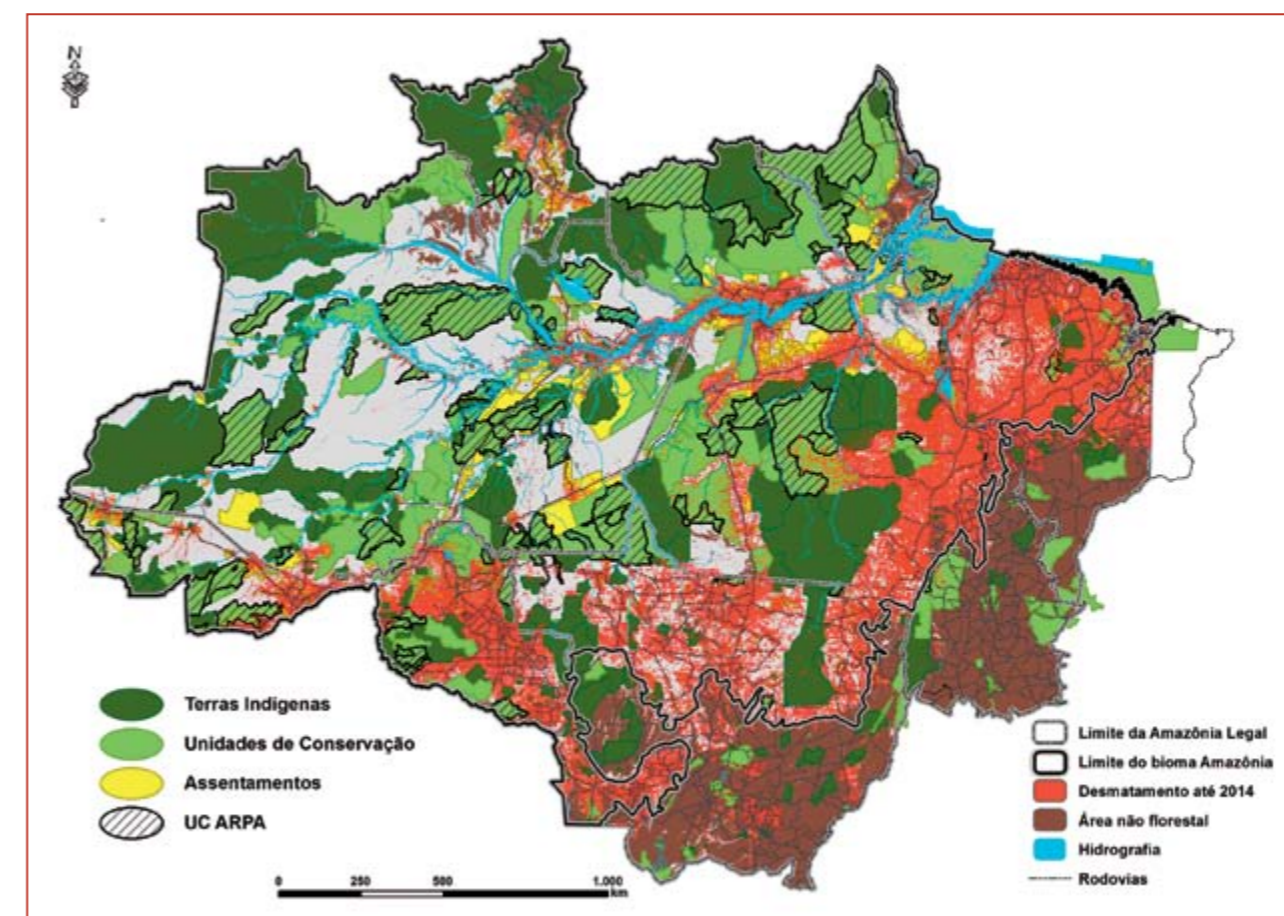 N
Terras Indígenas
Unidades de Conservação
Assentamentos
UC ARPA
0 250 500 1.000
km
Limite da Amazônia Legal
Limite do bioma Amazônia
Desmatamento até 2014
Área não florestal
Hidrografia
Rodovias